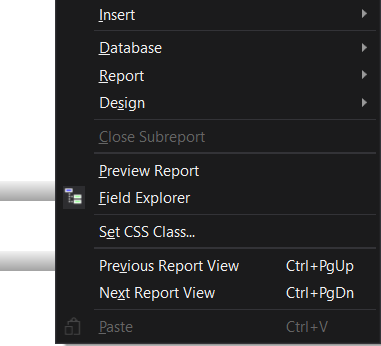 Insert
Database
Report
Design
Close Subreport
Preview Report
Field Explorer
Set CSS Class...
Previous Report View Ctrl+PgUp
Next Report View Ctrl+PgDn
Paste Ctrl+V